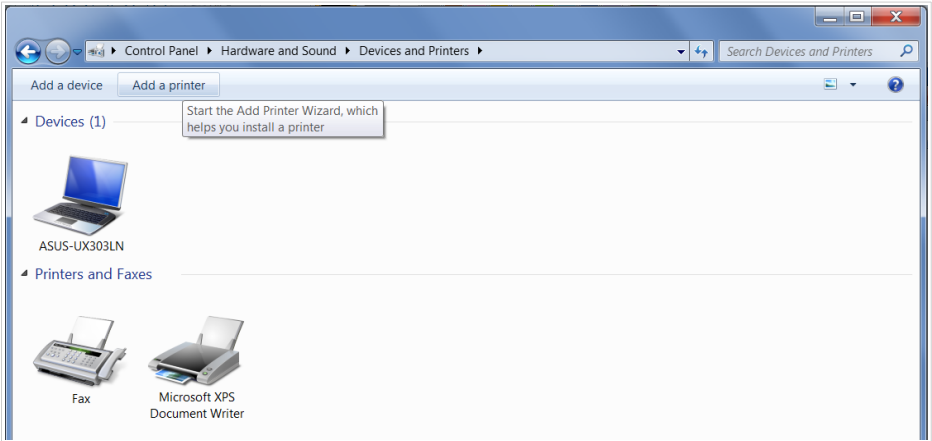 Control Panel ▸ Hardware and Sound ▸ Devices and Printers ▸
Search Devices and Printers
Add a device
Add a printer
Start the Add Printer Wizard, which
helps you install a printer
Devices (1)
ASUS-UX303LN
Printers and Faxes
Fax
Microsoft XPS
Document Writer